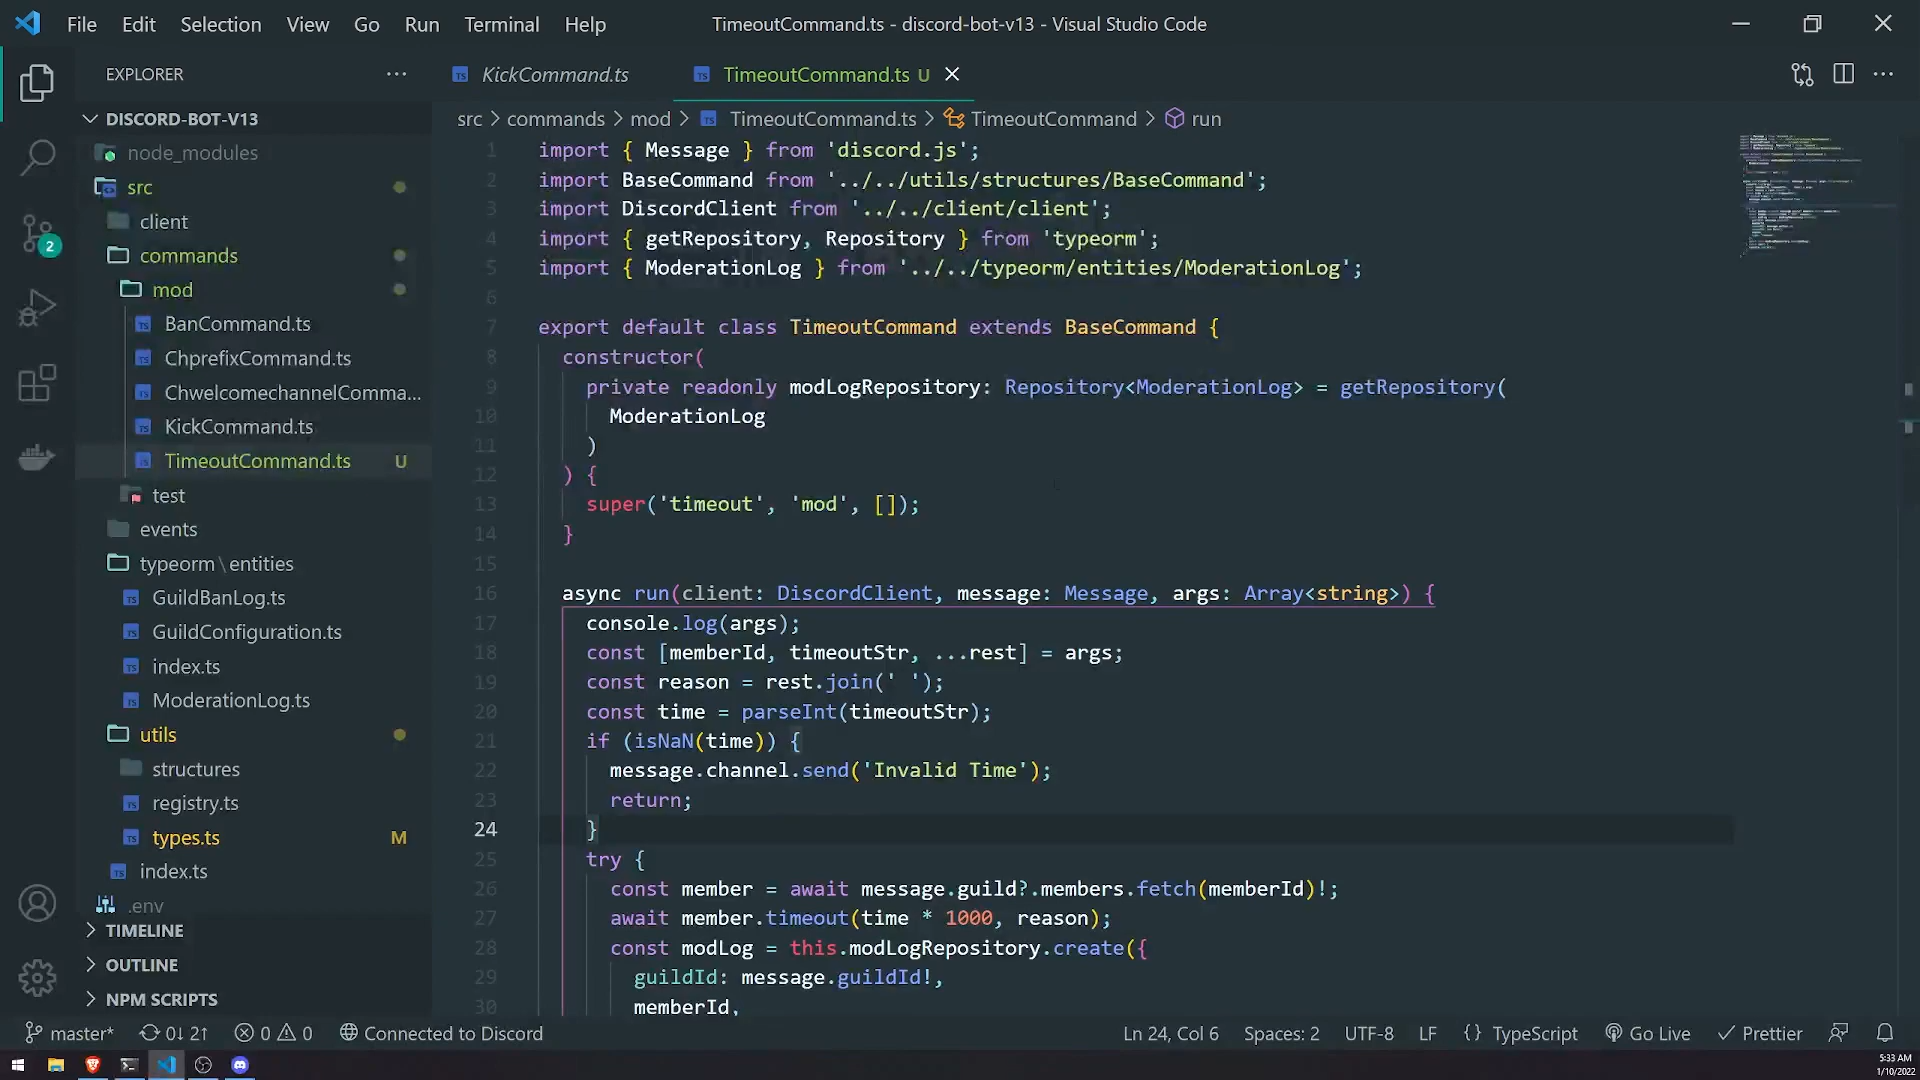 File Edit Selection View Go Run Terminal Help
TimeoutCommand.ts - discord-bot-v13 - Visual Studio Code
EXPLORER
KickCommand.ts
TimeoutCommand.ts U
DISCORD-BOT-V13
node_modules
src
client
commands
mod
BanCommand.ts
ChprefixCommand.ts
ChwelcomechannelComma...
KickCommand.ts
TimeoutCommand.ts U
test
events
typeorm\entities
GuildBanLog.ts
GuildConfiguration.ts
index.ts
ModerationLog.ts
utils
structures
registry.ts
types.ts M
index.ts
.env
TIMELINE
OUTLINE
NPM SCRIPTS
2
src > commands > mod > TS TimeoutCommand.ts > TimeoutCommand > run
1 import { Message } from 'discord.js';
2 import BaseCommand from '../../utils/structures/BaseCommand';
3 import DiscordClient from '../../client/client';
4 import { getRepository, Repository } from 'typeorm';
5 import { ModerationLog } from '../../typeorm/entities/ModerationLog';
6
7 export default class TimeoutCommand extends BaseCommand {
8 constructor(
9 private readonly modLogRepository: Repository<ModerationLog> = getRepository(
10 ModerationLog
11 )
12 ) {
13 super('timeout', 'mod', []);
14 }
15
16 async run(client: DiscordClient, message: Message, args: Array<string>) {
17 console.log(args);
18 const [memberId, timeoutStr, ...rest] = args;
19 const reason = rest.join(' ');
20 const time = parseInt(timeoutStr);
21 if (isNaN(time)) {
22 message.channel.send('Invalid Time');
23 return;
24 }
25 try {
26 const member = await message.guild?.members.fetch(memberId)!;
27 await member.timeout(time * 1000, reason);
28 const modLog = this.modLogRepository.create({
29 guildId: message.guildId!,
30 memberId,
master* 0↓ 2↑ 0 0 Connected to Discord
Ln 24, Col 6 Spaces: 2 UTF-8 LF {} TypeScript Go Live Prettier
5:33 AM
1/10/2022